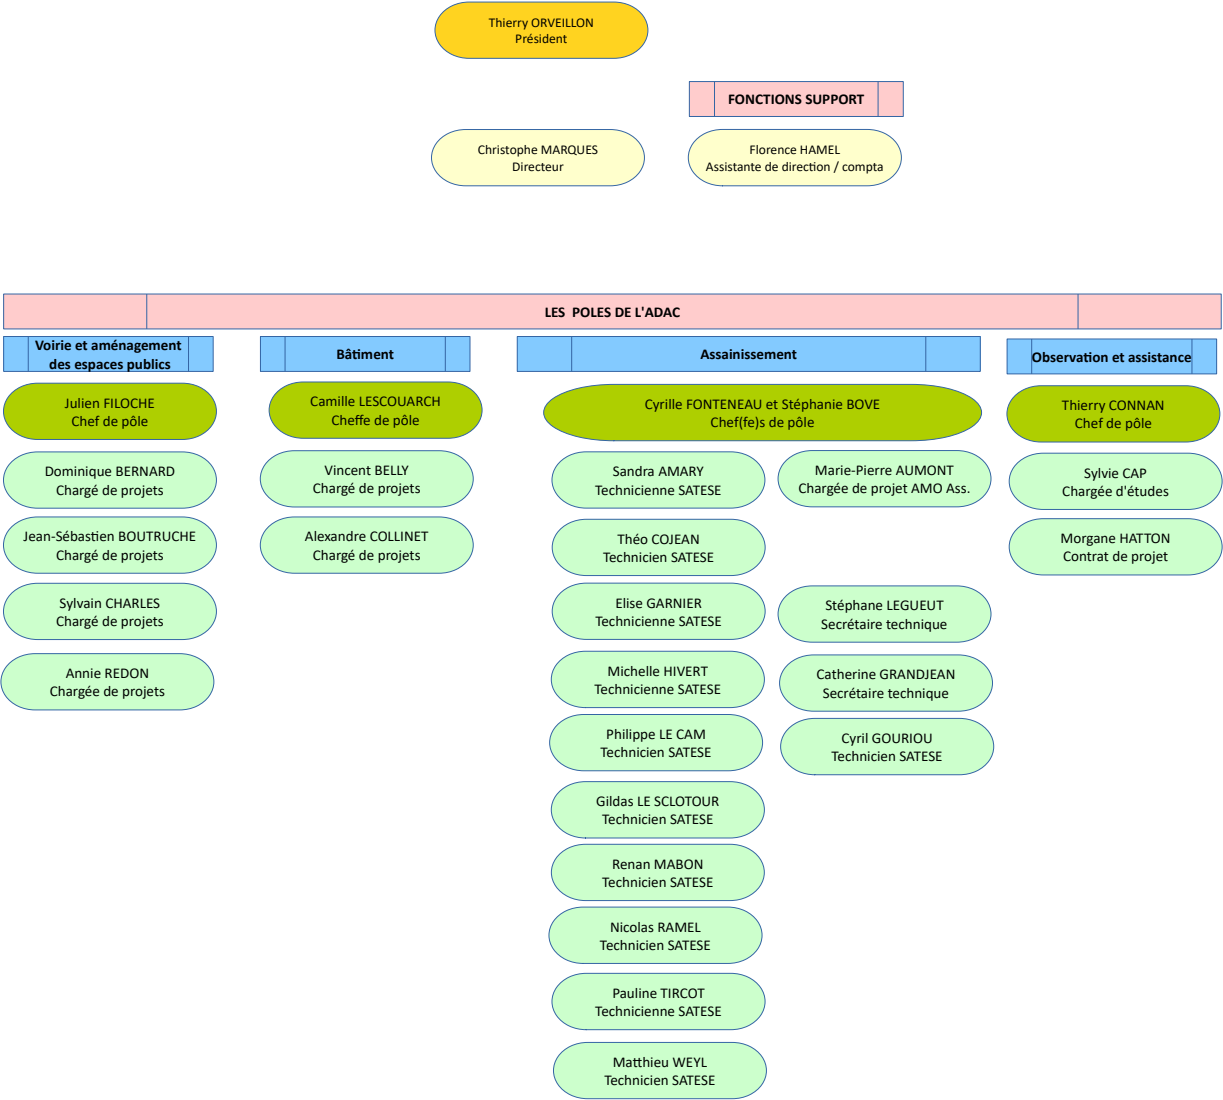 Thierry ORVEILLON
Président
FONCTIONS SUPPORT
Christophe MARQUES
Directeur
Florence HAMEL
Assistante de direction / compta
LES POLES DE L'ADAC
Voirie et aménagement
des espaces publics
Julien FILOCHE
Chef de pôle
Dominique BERNARD
Chargé de projets
Jean-Sébastien BOUTRUCHE
Chargé de projets
Sylvain CHARLES
Chargé de projets
Annie REDON
Chargée de projets
Bâtiment
Camille LESCOUARCH
Cheffe de pôle
Vincent BELLY
Chargé de projets
Alexandre COLLINET
Chargé de projets
Assainissement
Cyrille FONTENEAU et Stéphanie BOVE
Chef(fe)s de pôle
Sandra AMARY
Technicienne SATESE
Théo COJEAN
Technicien SATESE
Elise GARNIER
Technicienne SATESE
Michelle HIVERT
Technicienne SATESE
Philippe LE CAM
Technicien SATESE
Gildas LE SCLOTOUR
Technicien SATESE
Renan MABON
Technicien SATESE
Nicolas RAMEL
Technicien SATESE
Pauline TIRCOT
Technicienne SATESE
Matthieu WEYL
Technicien SATESE
Marie-Pierre AUMONT
Chargée de projet AMO Ass.
Stéphane LEGUEUT
Secrétaire technique
Catherine GRANDJEAN
Secrétaire technique
Cyril GOURIOU
Technicien SATESE
Observation et assistance
Thierry CONNAN
Chef de pôle
Sylvie CAP
Chargée d'études
Morgane HATTON
Contrat de projet